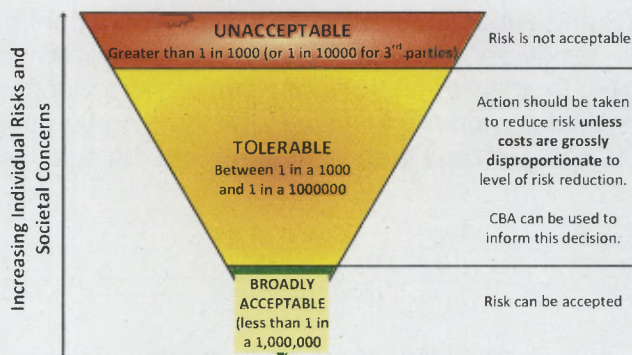 Increasing Individual Risks and
Societal Concerns
UNACCEPTABLE
Greater than 1 in 1000 (or 1 in 10000 for 3rd parties)
Risk is not acceptable
TOLERABLE
Between 1 in a 1000
and 1 in a 1000000
Action should be taken
to reduce risk unless
costs are grossly
disproportionate to
level of risk reduction.
CBA can be used to
inform this decision.
BROADLY
ACCEPTABLE
(less than 1 in
a 1,000,000
Risk can be accepted